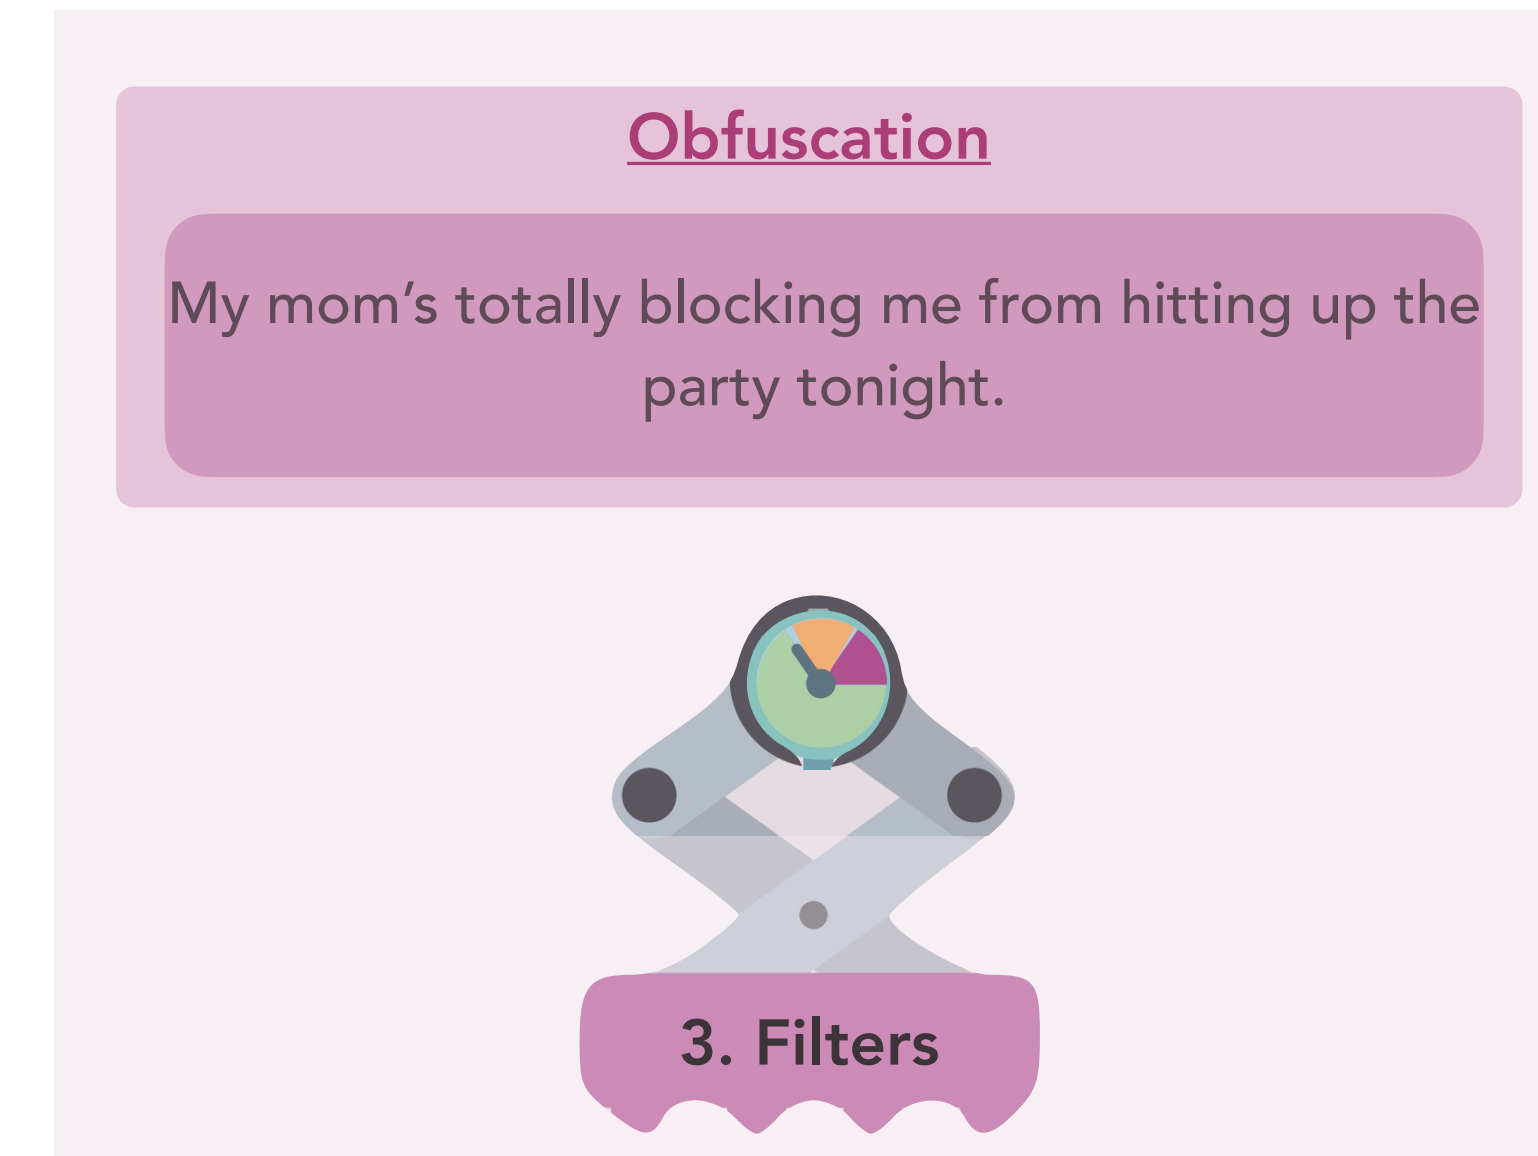 Obfuscation
My mom’s totally blocking me from hitting up the
party tonight.
3. Filters